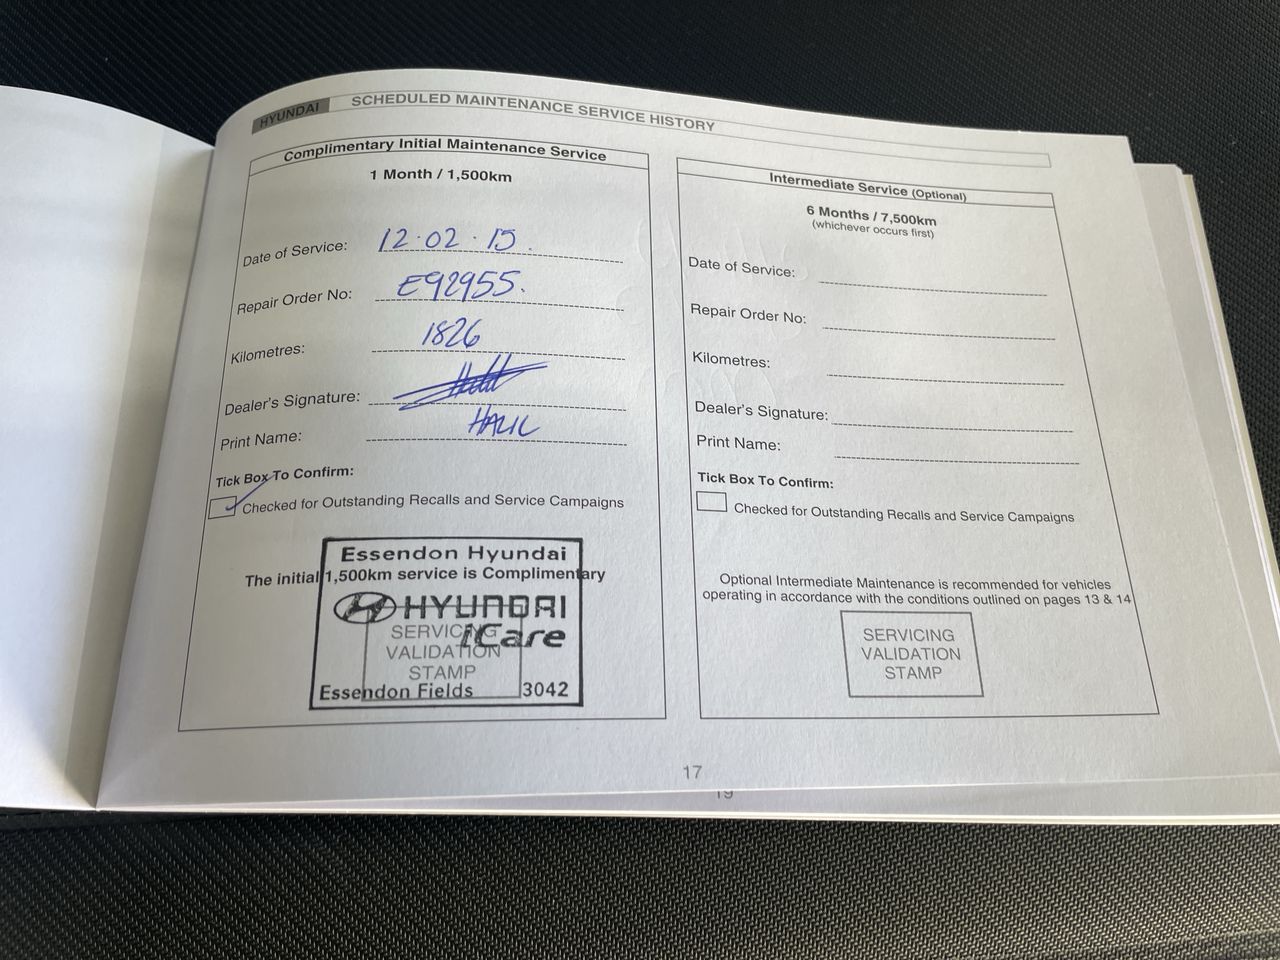 HYUNDAI
SCHEDULED MAINTENANCE SERVICE HISTORY
Complimentary Initial Maintenance Service
1 Month / 1,500km
Date of Service: 12.02.15.
Repair Order No: E92955.
Kilometres: 1826
Dealer's Signature:
Print Name: HALIL
Tick Box To Confirm:
Checked for Outstanding Recalls and Service Campaigns
Essendon Hyundai
The initial 1,500km service is Complimentary
HYUNDAI
iCare
SERVICING
VALIDATION
STAMP
Essendon Fields 3042
Intermediate Service (Optional)
6 Months / 7,500km
(whichever occurs first)
Date of Service:
Repair Order No:
Kilometres:
Dealer's Signature:
Print Name:
Tick Box To Confirm:
Checked for Outstanding Recalls and Service Campaigns
Optional Intermediate Maintenance is recommended for vehicles
operating in accordance with the conditions outlined on pages 13 & 14
SERVICING
VALIDATION
STAMP
17
19